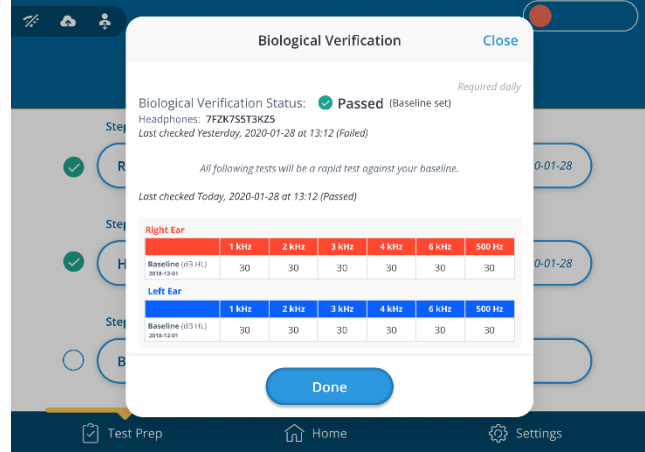 Biological Verification
Close
Required daily
Biological Verification Status: Passed (Baseline set)
Headphones: 7FZK7S5T3KZ5
Last checked Yesterday, 2020-01-28 at 13:12 (Failed)
All following tests will be a rapid test against your baseline.
Last checked Today, 2020-01-28 at 13:12 (Passed)
Right Ear
1 kHz 2 kHz 3 kHz 4 kHz 6 kHz 500 Hz
Baseline (dB HL) 30 30 30 30 30 30
2018-12-01
Left Ear
1 kHz 2 kHz 3 kHz 4 kHz 6 kHz 500 Hz
Baseline (dB HL) 30 30 30 30 30 30
2018-12-01
Done
Step
R
0-01-28
Step
H
0-01-28
Step
B
Test Prep Home Settings